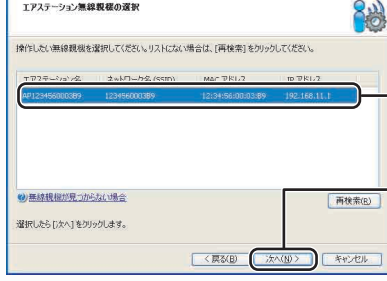 エアステーション無線親機の選択
操作したい無線親機を選択してください。リストにない場合は、[再検索]をクリックしてください。
エアステーション名 ネットワーク名(SSID) MAC アドレス IP アドレス
AP1234560003B9 1234560003B9 12:34:56:00:03:B9 192.168.11.1
無線親機が見つからない場合
再検索(R)
選択したら[次へ]をクリックします。
< 戻る(B) 次へ(N) > キャンセル